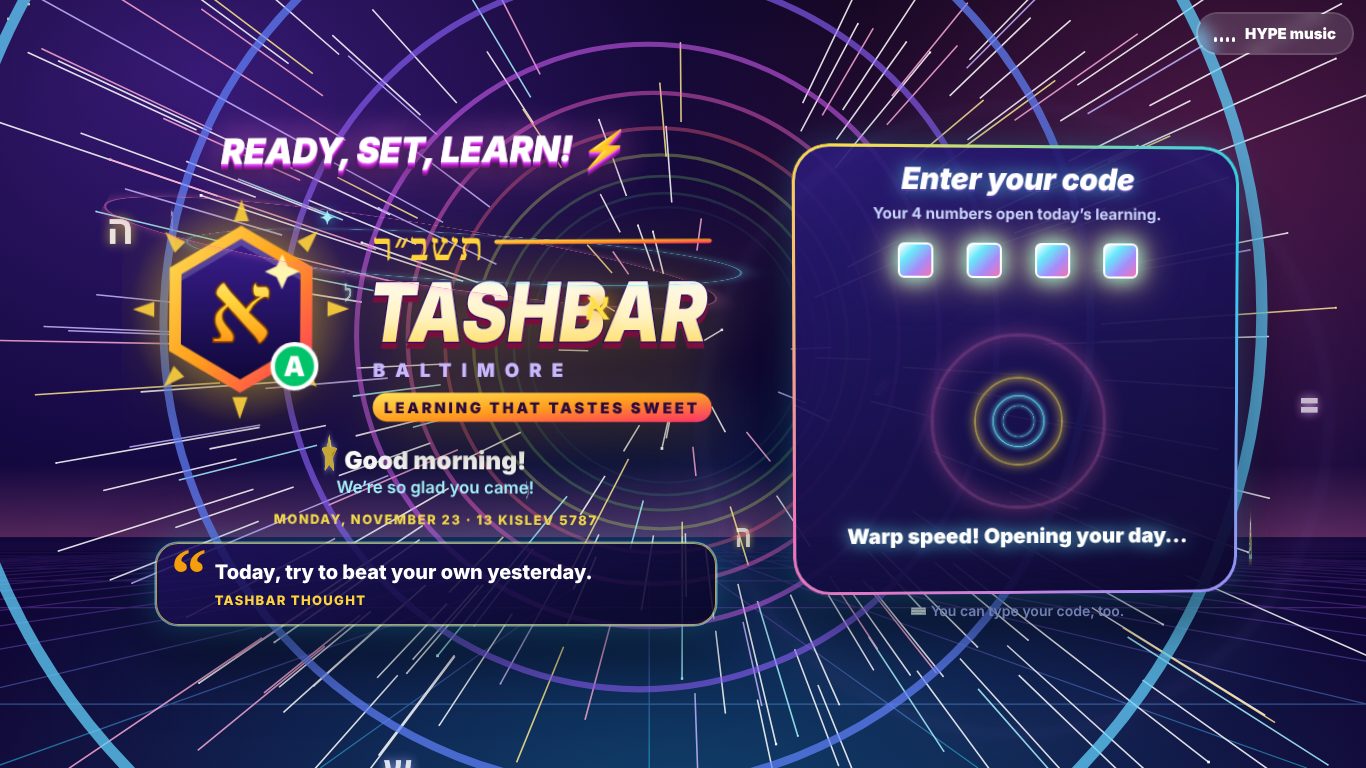 HYPE music
READY, SET, LEARN! ⚡
ה
תשב״ר
א
A
TASHBAR
א
BALTIMORE
LEARNING THAT TASTES SWEET
Good morning!
We're so glad you came!
MONDAY, NOVEMBER 23 · 13 KISLEV 5787
“Today, try to beat your own yesterday.
TASHBAR THOUGHT
Enter your code
Your 4 numbers open today's learning.
Warp speed! Opening your day...
You can type your code, too.
=
ה
ש